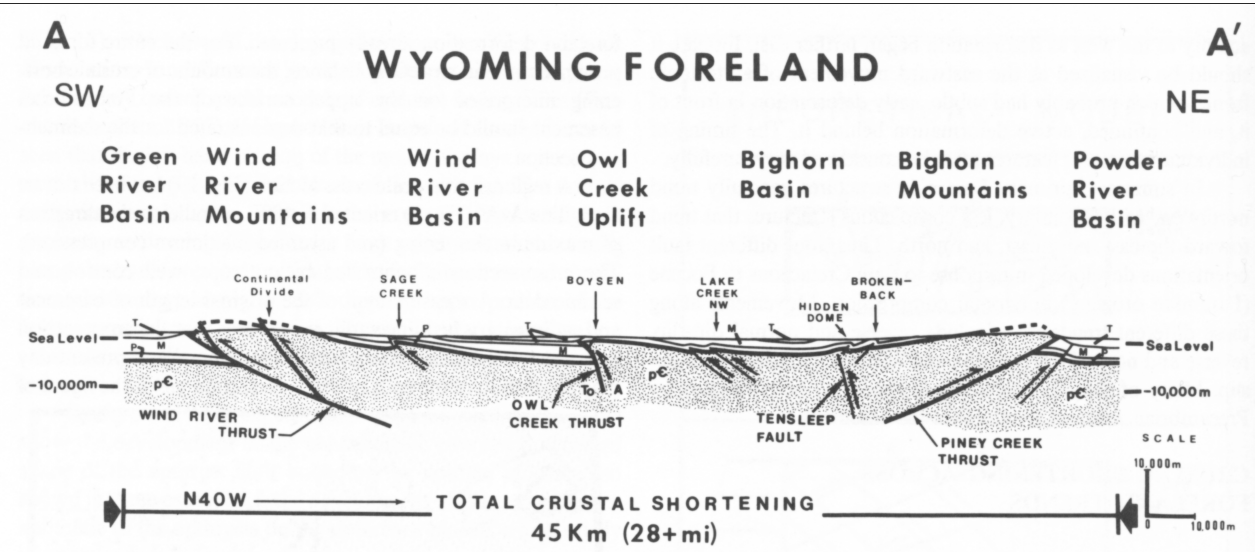 A
A'
WYOMING FORELAND
SW
NE
Green
River
Basin
Wind
River
Mountains
Wind
River
Basin
Owl
Creek
Uplift
Bighorn
Basin
Bighorn
Mountains
Powder
River
Basin
Continental
Divide
SAGE
CREEK
BOYSEN
LAKE
CREEK
NW
HIDDEN
DOME
BROKEN-
BACK
T
P
T
M
T
T
Sea Level
Sea Level
P
M
M
M
P
-10,000m
-10,000m
p€
p€
p€
To
A
WIND RIVER
THRUST
OWL
CREEK THRUST
TENSLEEP
FAULT
PINEY CREEK
THRUST
SCALE
10,000m
0
10,000m
N40W
TOTAL CRUSTAL SHORTENING
45 Km (28+mi)